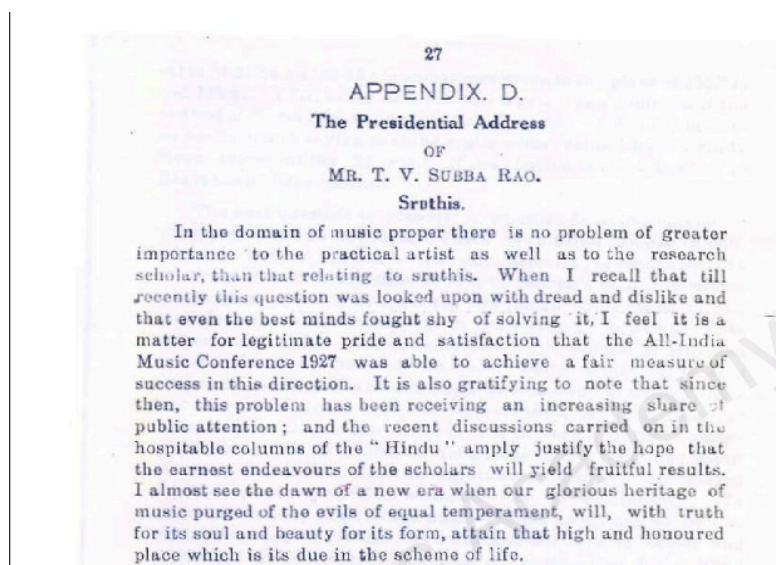 27
APPENDIX. D.
The Presidential Address
OF
MR. T. V. SUBBA RAO.
Sruthis.
In the domain of music proper there is no problem of greater
importance to the practical artist as well as to the research
scholar, than that relating to sruthis. When I recall that till
recently this question was looked upon with dread and dislike and
that even the best minds fought shy of solving it, I feel it is a
matter for legitimate pride and satisfaction that the All-India
Music Conference 1927 was able to achieve a fair measure of
success in this direction. It is also gratifying to note that since
then, this problem has been receiving an increasing share of
public attention; and the recent discussions carried on in the
hospitable columns of the "Hindu" amply justify the hope that
the earnest endeavours of the scholars will yield fruitful results.
I almost see the dawn of a new era when our glorious heritage of
music purged of the evils of equal temperament, will, with truth
for its soul and beauty for its form, attain that high and honoured
place which is its due in the scheme of life.
Academy